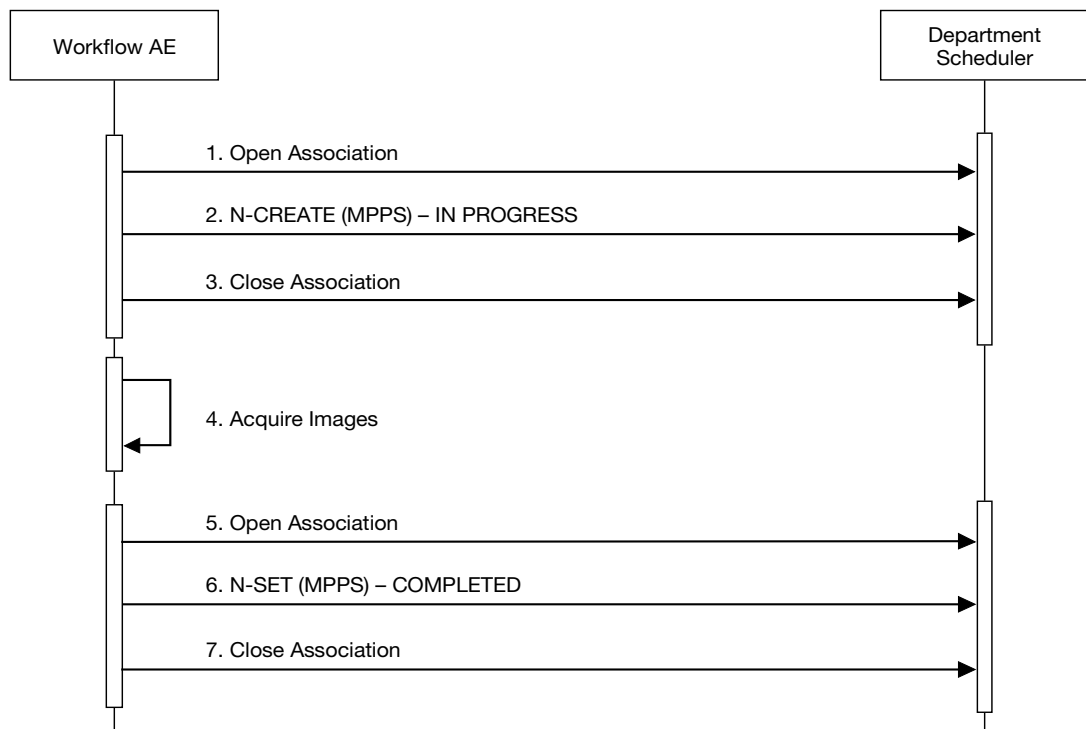 Workflow AE
Department
Scheduler
1. Open Association
2. N-CREATE (MPPS) – IN PROGRESS
3. Close Association
4. Acquire Images
5. Open Association
6. N-SET (MPPS) – COMPLETED
7. Close Association